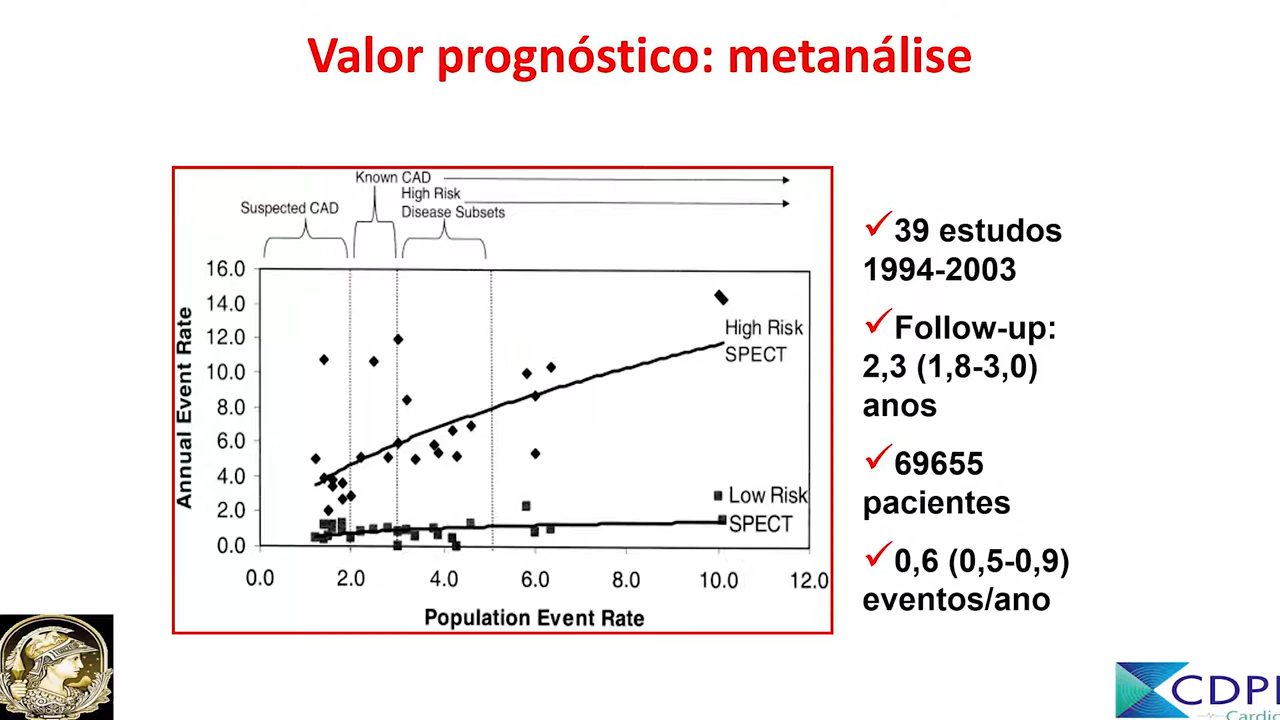 Valor prognóstico: metanálise
Known CAD
High Risk
Suspected CAD
Disease Subsets
16.0
14.0
12.0
10.0
8.0
6.0
4.0
2.0
0.0
Annual Event Rate
High Risk
SPECT
Low Risk
SPECT
0.0 2.0 4.0 6.0 8.0 10.0 12.0
Population Event Rate
39 estudos
1994-2003
Follow-up:
2,3 (1,8-3,0)
anos
69655
pacientes
0,6 (0,5-0,9)
eventos/ano
CDPI
Cardio